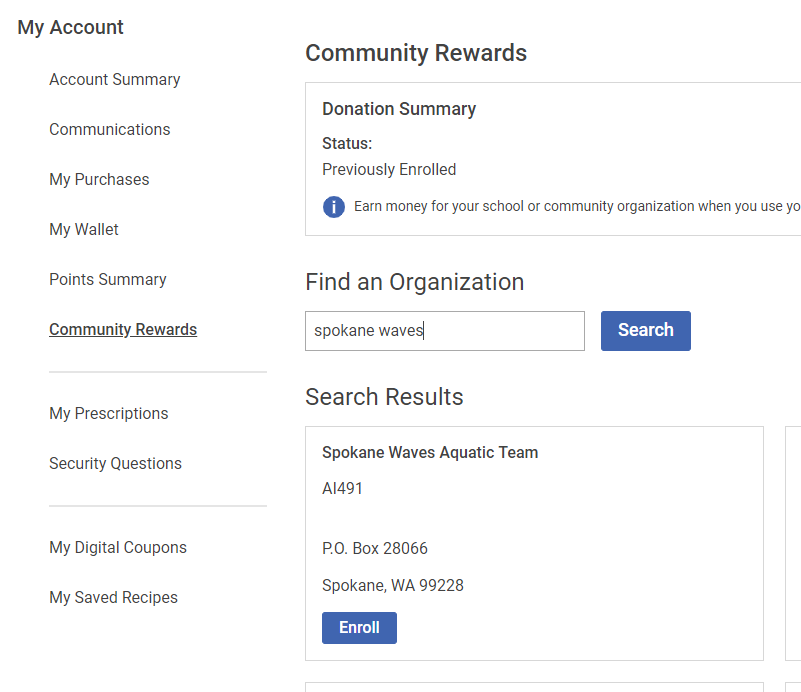 My Account
Account Summary
Communications
My Purchases
My Wallet
Points Summary
Community Rewards
My Prescriptions
Security Questions
My Digital Coupons
My Saved Recipes
Community Rewards
Donation Summary
Status:
Previously Enrolled
Earn money for your school or community organization when you use
Find an Organization
spokane waves
Search
Search Results
Spokane Waves Aquatic Team
AI491
P.O. Box 28066
Spokane, WA 99228
Enroll